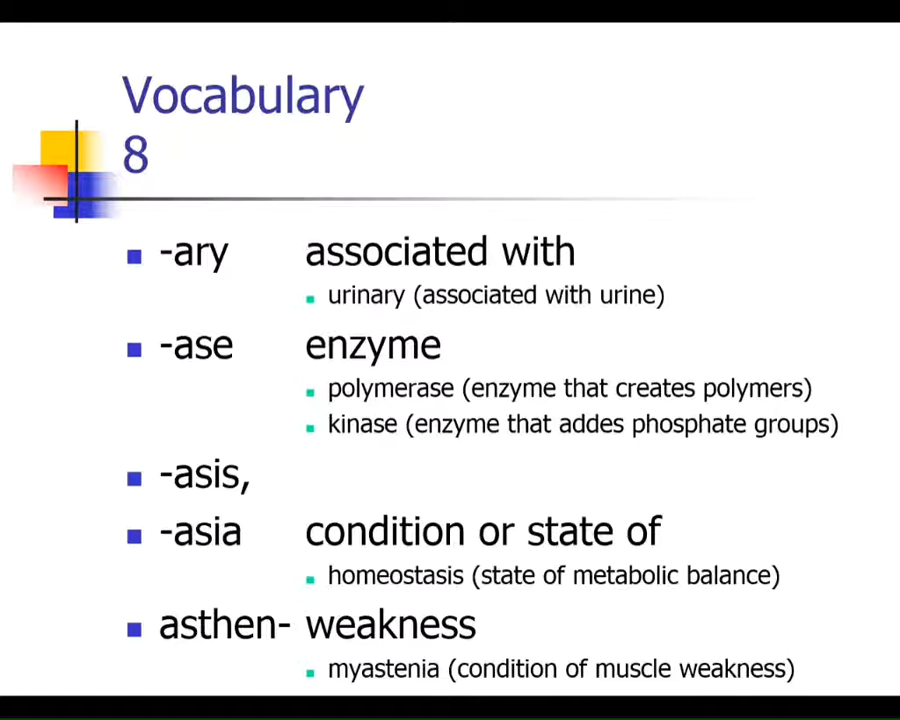 Vocabulary
8
-ary associated with
urinary (associated with urine)
-ase enzyme
polymerase (enzyme that creates polymers)
kinase (enzyme that addes phosphate groups)
-asis,
-asia condition or state of
homeostasis (state of metabolic balance)
asthen- weakness
myastenia (condition of muscle weakness)